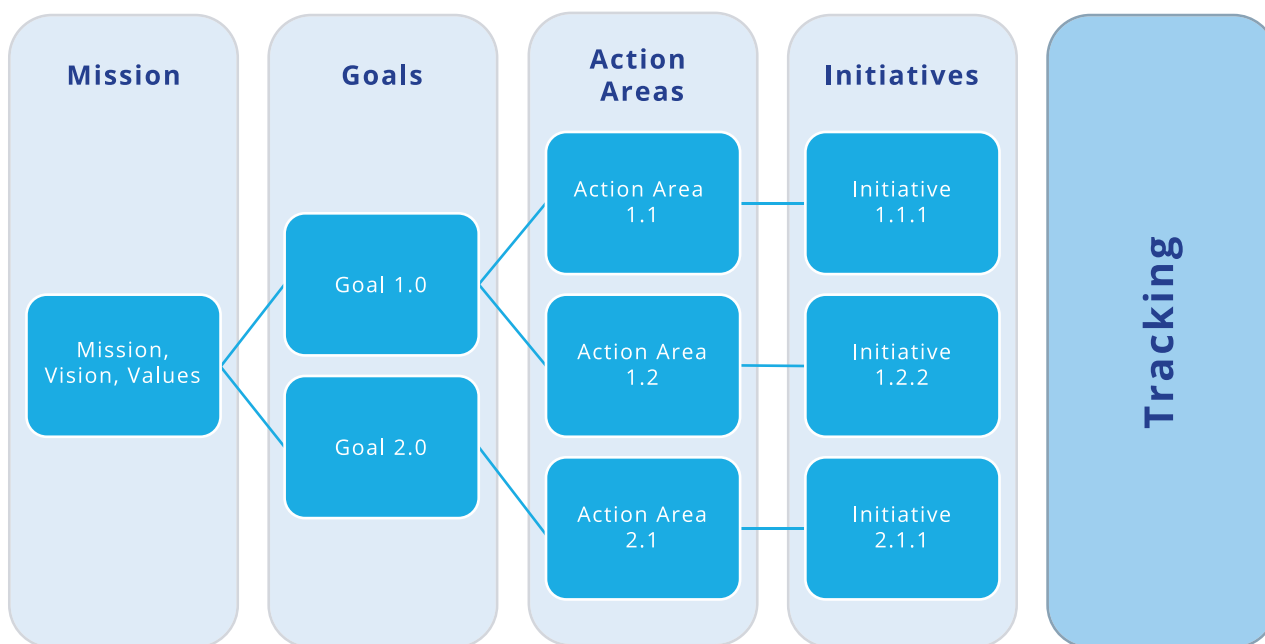 Mission
Goals
Action
Areas
Initiatives
Mission,
Vision, Values
Goal 1.0
Goal 2.0
Action Area
1.1
Action Area
1.2
Action Area
2.1
Initiative
1.1.1
Initiative
1.2.2
Initiative
2.1.1
Tracking